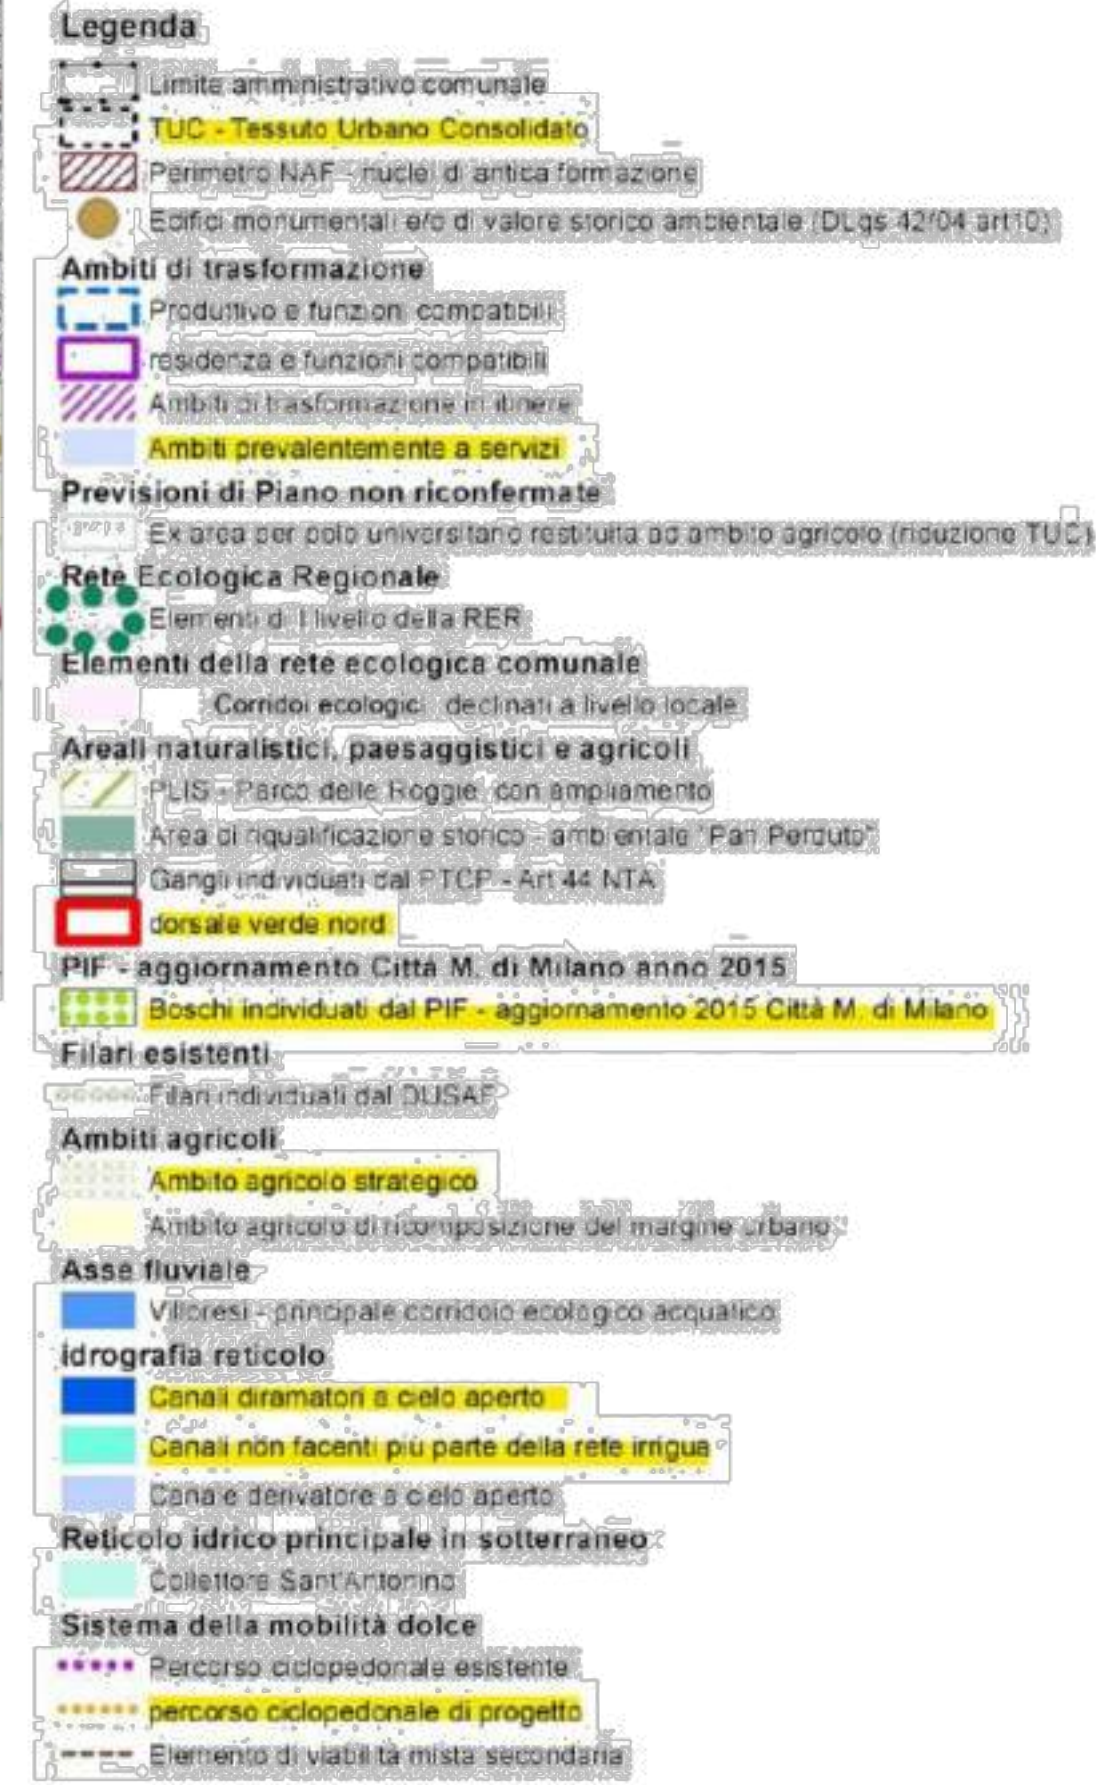 Legenda
Limite amministrativo comunale
TUC - Tessuto Urbano Consolidato
Perimetro NAF - nuclei di antica formazione
Edifici monumentali e/o di valore storico ambientale (DLgs 42/04 art10)
Ambiti di trasformazione
Produttivo e funzioni compatibili
residenza e funzioni compatibili
Ambiti di trasformazione in itinere
Ambiti prevalentemente a servizi
Previsioni di Piano non riconfermate
Ex area per polo universitario restituita ad ambito agricolo (riduzione TUC)
Rete Ecologica Regionale
Elementi di I livello della RER
Elementi della rete ecologica comunale
Corridoi ecologici declinati a livello locale
Areali naturalistici, paesaggistici e agricoli
PLIS - Parco delle Roggie con ampliamento
Area di riqualificazione storico - ambientale "Pan Perduto"
Gangli individuati dal PTCP - Art 44 NTA
dorsale verde nord
PIF - aggiornamento Città M. di Milano anno 2015
Boschi individuati dal PIF - aggiornamento 2015 Città M. di Milano
Filari esistenti
Filari individuati dal DUSAF
Ambiti agricoli
Ambito agricolo strategico
Ambito agricolo di ricomposizione del margine urbano
Asse fluviale
Villoresi - principale corridoio ecologico acquatico
idrografia reticolo
Canali diramatori a cielo aperto
Canali non facenti più parte della rete irrigua
Canale derivatore a cielo aperto
Reticolo idrico principale in sotterraneo
Collettore Sant'Antonino
Sistema della mobilità dolce
Percorso ciclopedonale esistente
percorso ciclopedonale di progetto
Elemento di viabilità mista secondaria